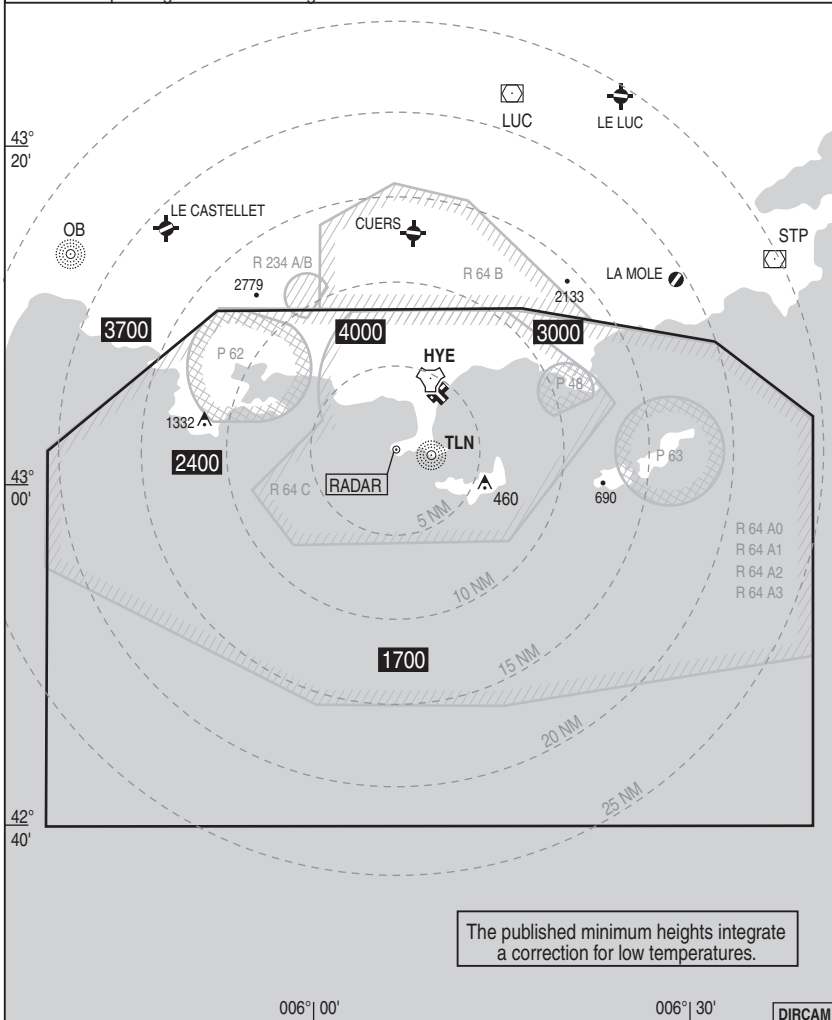 LUC
LE LUC
43°
20'
OB
LE CASTELLET
CUERS
STP
R 234 A/B
R 64 B
LA MOLE
2779
2133
3700
4000
3000
P 62
HYE
P 48
1332
TLN
P 63
2400
43°
00'
RADAR
R 64 C
460
690
5 NM
R 64 A0
R 64 A1
R 64 A2
R 64 A3
10 NM
1700
15 NM
20 NM
25 NM
42°
40'
The published minimum heights integrate
a correction for low temperatures.
006° 00'
006° 30'
DIRCAM